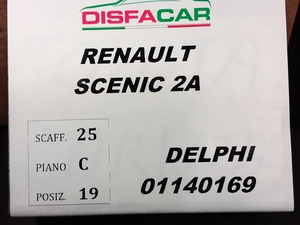 DISFACAR
RENAULT
SCENIC 2A
SCAFF. 25
PIANO C
POSIZ. 19
DELPHI
01140169